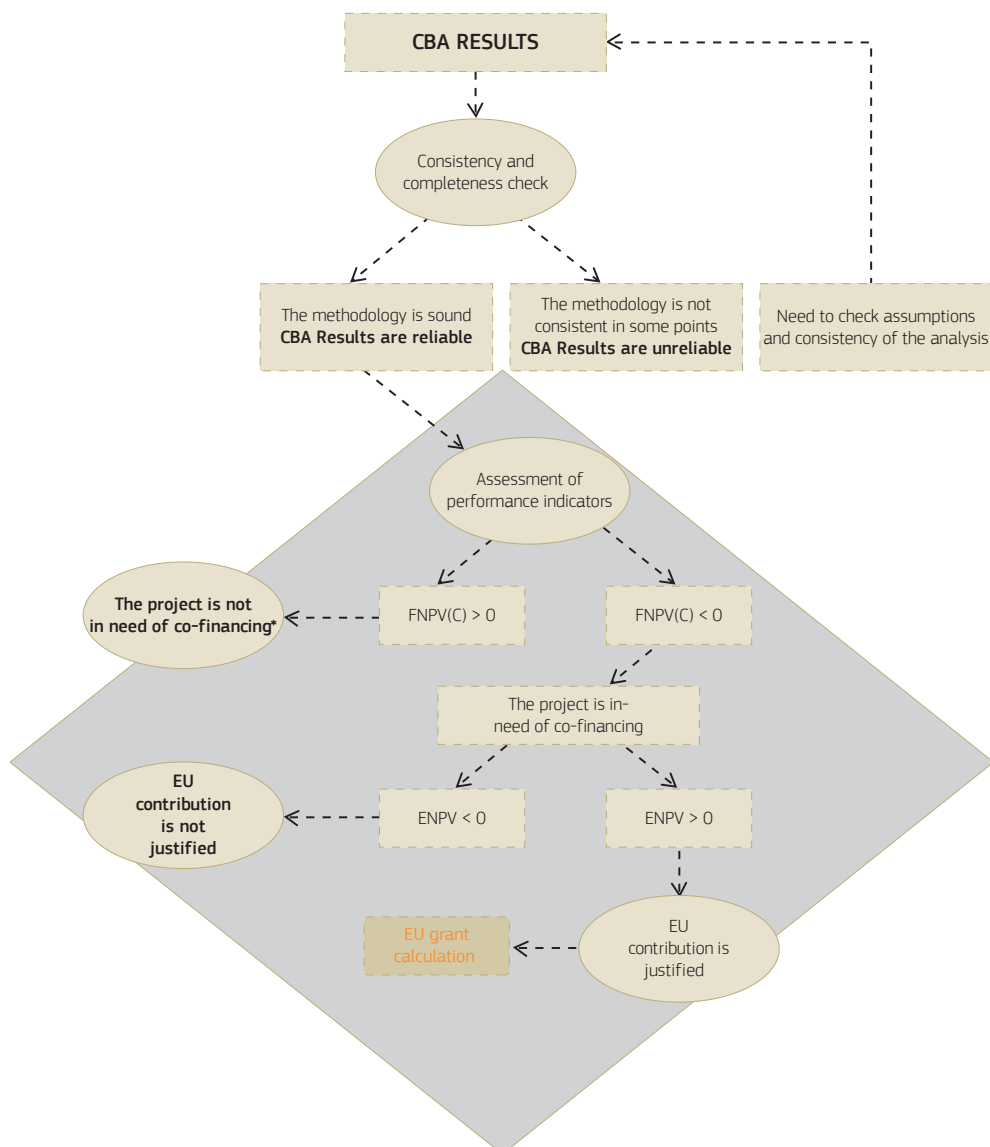 CBA RESULTS
Consistency and
completeness check
The methodology is sound
CBA Results are reliable
The methodology is not
consistent in some points
CBA Results are unreliable
Need to check assumptions
and consistency of the analysis
Assessment of
performance indicators
The project is not
in need of co-financing*
FNPV(C) > 0
FNPV(C) < 0
The project is in-
need of co-financing
EU
contribution
is not
justified
ENPV < 0
ENPV > 0
EU grant
calculation
EU
contribution is
justified